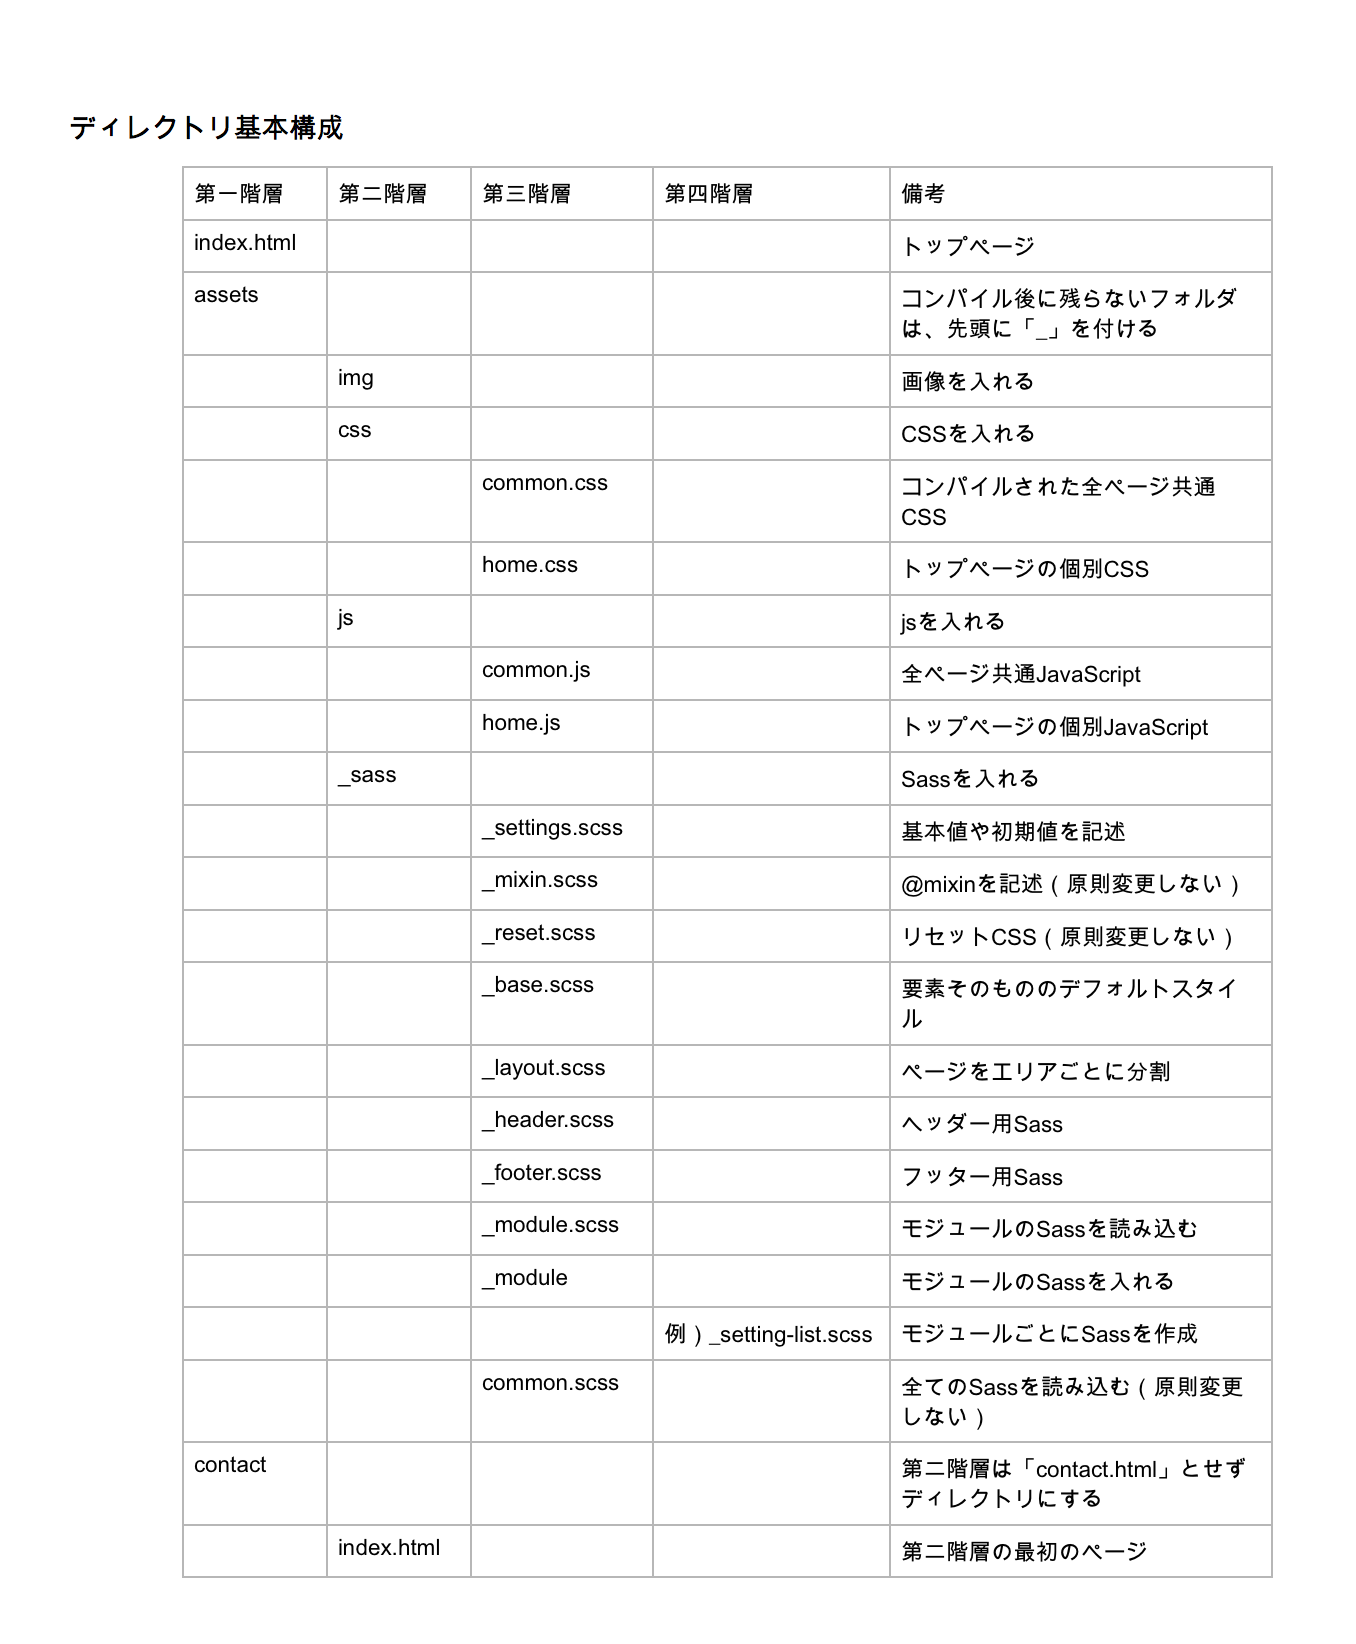 ディレクトリ基本構成
第一階層 第二階層 第三階層 第四階層 備考
index.html トップページ
assets コンパイル後に残らないフォルダ
は、先頭に「_」を付ける
img 画像を入れる
css CSSを入れる
common.css コンパイルされた全ページ共通
CSS
home.css トップページの個別CSS
js jsを入れる
common.js 全ページ共通JavaScript
home.js トップページの個別JavaScript
_sass Sassを入れる
_settings.scss 基本値や初期値を記述
_mixin.scss @mixinを記述（原則変更しない）
_reset.scss リセットCSS（原則変更しない）
_base.scss 要素そのもののデフォルトスタイ
ル
_layout.scss ページをエリアごとに分割
_header.scss ヘッダー用Sass
_footer.scss フッター用Sass
_module.scss モジュールのSassを読み込む
_module モジュールのSassを入れる
例）_setting-list.scss モジュールごとにSassを作成
common.scss 全てのSassを読み込む（原則変更
しない）
contact 第二階層は「contact.html」とせず
ディレクトリにする
index.html 第二階層の最初のページ